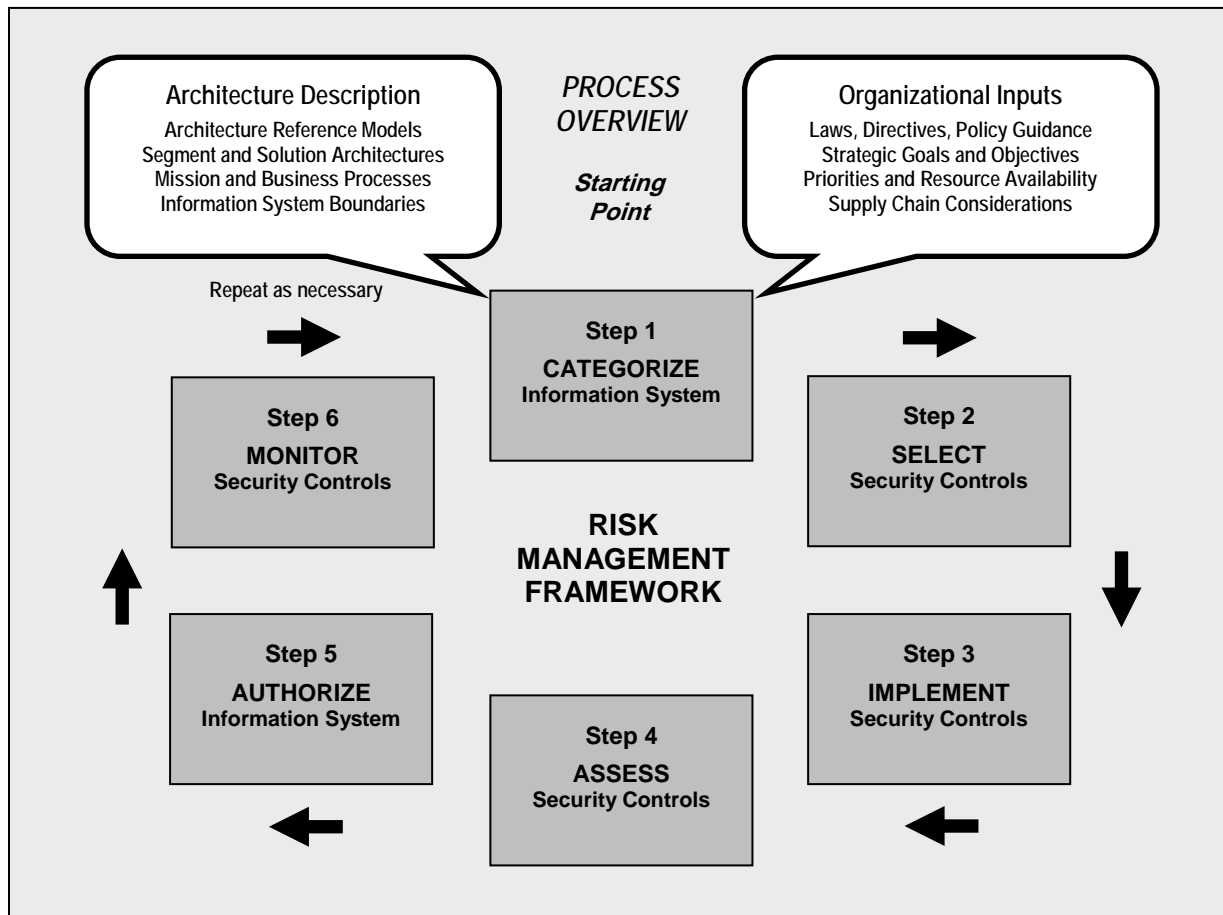 Architecture Description
Architecture Reference Models
Segment and Solution Architectures
Mission and Business Processes
Information System Boundaries
PROCESS
OVERVIEW
Starting
Point
Organizational Inputs
Laws, Directives, Policy Guidance
Strategic Goals and Objectives
Priorities and Resource Availability
Supply Chain Considerations
Repeat as necessary
Step 1
CATEGORIZE
Information System
Step 2
SELECT
Security Controls
Step 3
IMPLEMENT
Security Controls
Step 4
ASSESS
Security Controls
Step 5
AUTHORIZE
Information System
Step 6
MONITOR
Security Controls
RISK
MANAGEMENT
FRAMEWORK